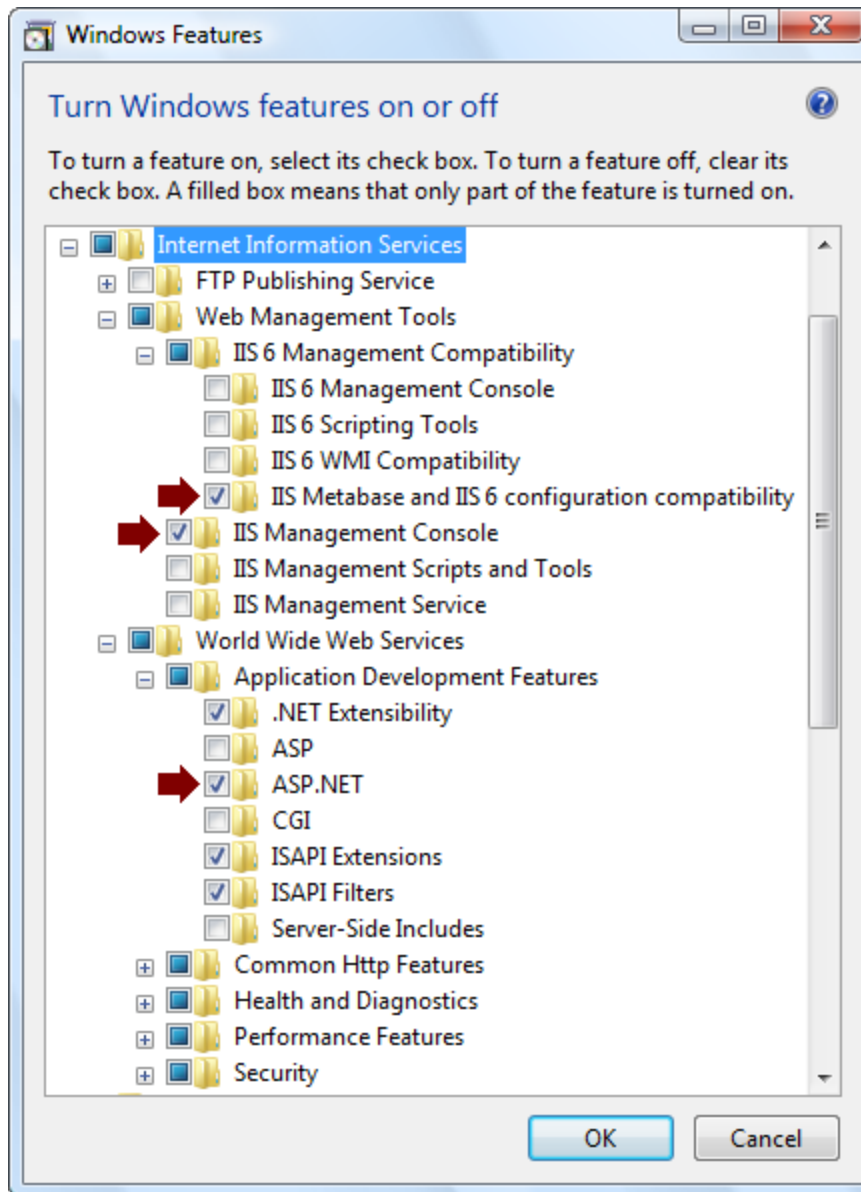 Windows Features
Turn Windows features on or off
To turn a feature on, select its check box. To turn a feature off, clear its
check box. A filled box means that only part of the feature is turned on.
Internet Information Services
FTP Publishing Service
Web Management Tools
IIS 6 Management Compatibility
IIS 6 Management Console
IIS 6 Scripting Tools
IIS 6 WMI Compatibility
IIS Metabase and IIS 6 configuration compatibility
IIS Management Console
IIS Management Scripts and Tools
IIS Management Service
World Wide Web Services
Application Development Features
.NET Extensibility
ASP
ASP.NET
CGI
ISAPI Extensions
ISAPI Filters
Server-Side Includes
Common Http Features
Health and Diagnostics
Performance Features
Security
OK
Cancel